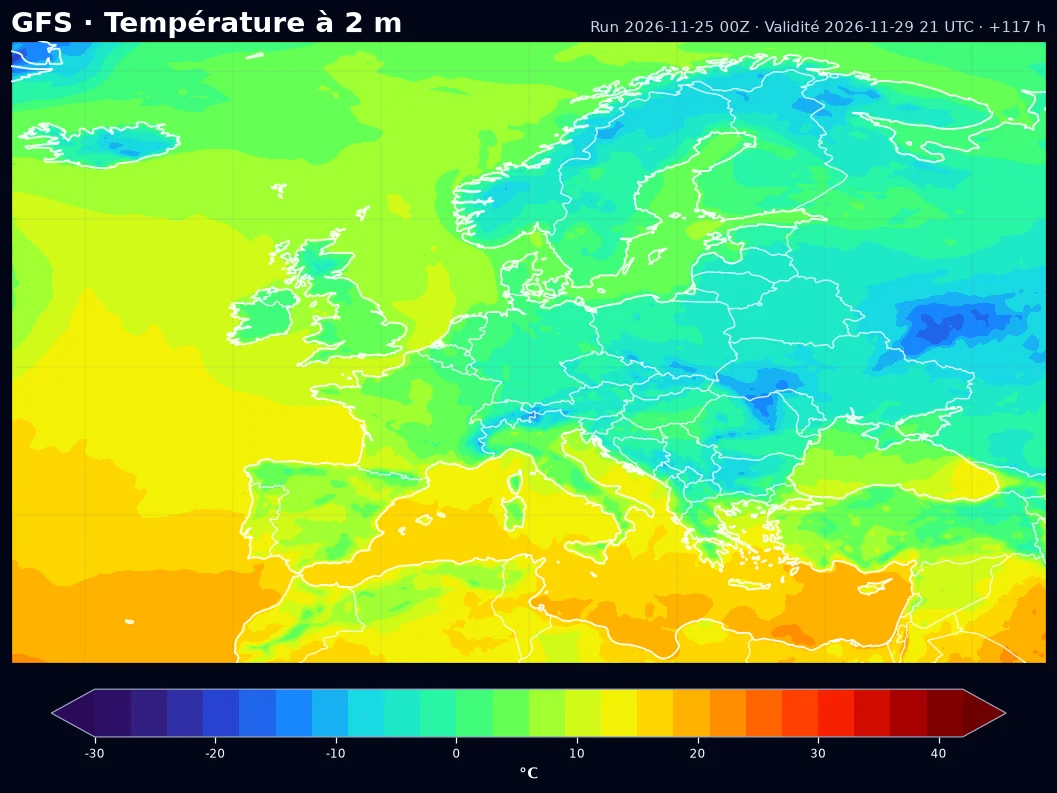 GFS · Température à 2 m
Run 2026-11-25 00Z · Validité 2026-11-29 21 UTC · +117 h
-30 -20 -10 0 10 20 30 40
°C